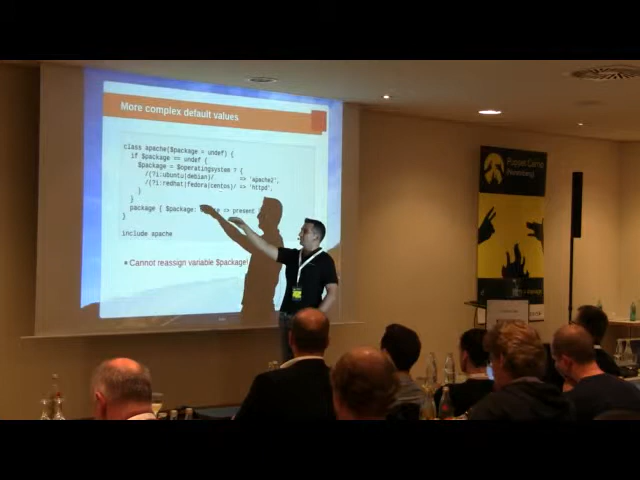 More complex default values
class apache($package = undef) {
if $package == undef {
$package = $operatingsystem ? {
/(?i:ubuntu|debian)/ => 'apache2',
/(?i:redhat|fedora|centos)/ => 'httpd',
}
}
package { $package: => present
}
include apache
Cannot reassign variable $package!
Puppet Camp